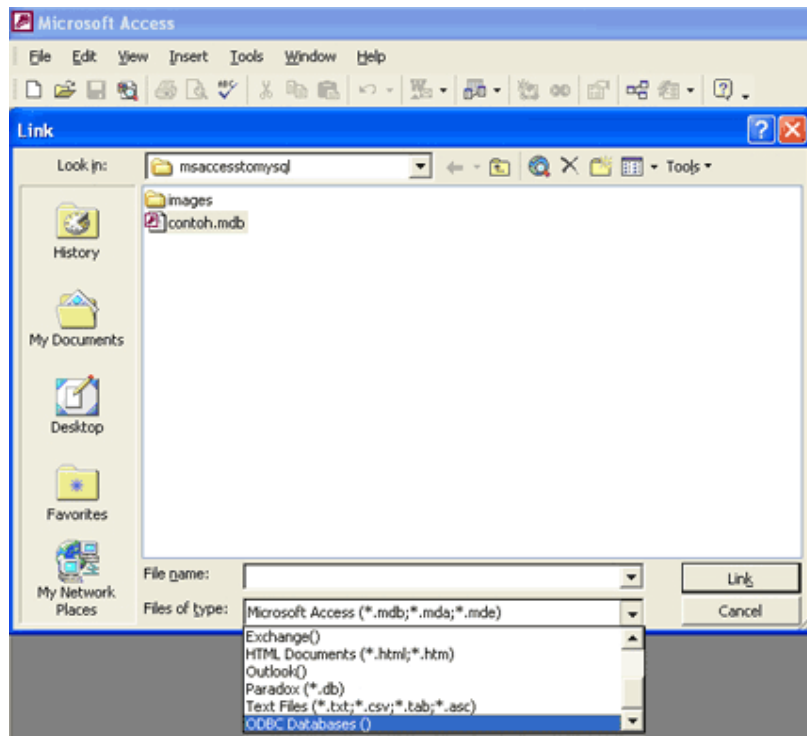 Microsoft Access
File Edit View Insert Tools Window Help
Link
Look in: msaccesstomysql Tools
images
contoh.mdb
History
My Documents
Desktop
Favorites
My Network Places
File name: Link
Files of type: Microsoft Access (*.mdb;*.mda;*.mde) Cancel
Exchange()
HTML Documents (*.html;*.htm)
Outlook()
Paradox (*.db)
Text Files (*.txt;*.csv;*.tab;*.asc)
ODBC Databases ()